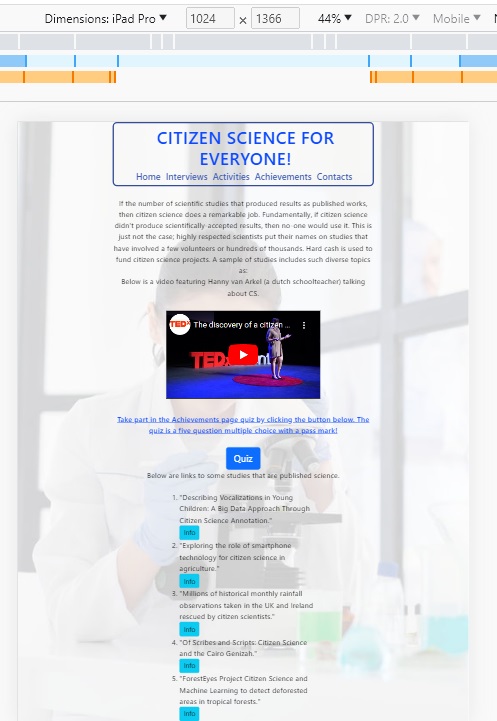 Dimensions: iPad Pro ▼ 1024 × 1366 44% ▼ DPR: 2.0 ▼ Mobile ▼
CITIZEN SCIENCE FOR
EVERYONE!
Home Interviews Activities Achievements Contacts
If the number of scientific studies that produced results as published works,
then citizen science does a remarkable job. Fundamentally, if citizen science
didn't produce scientifically accepted results, then no-one would use it. This is
just not the case; highly respected scientists put their names on studies that
have involved a few volunteers or hundreds of thousands. Hard cash is used to
fund citizen science projects. A sample of studies includes such diverse topics
as:
Below is a video featuring Hanny van Arkel (a dutch schoolteacher) talking
about CS.
TEDx The discovery of a citizen ...
TEDx
Take part in the Achievements page quiz by clicking the button below. The
quiz is a five question multiple choice with a pass mark!
Quiz
Below are links to some studies that are published science.
1. "Describing Vocalizations in Young
Children: A Big Data Approach Through
Citizen Science Annotation."
Info
2. "Exploring the role of smartphone
technology for citizen science in
agriculture."
Info
3. "Millions of historical monthly rainfall
observations taken in the UK and Ireland
rescued by citizen scientists."
Info
4. "Of Scribes and Scripts: Citizen Science
and the Cairo Genizah."
Info
5. "ForestEyes Project Citizen Science and
Machine Learning to detect deforested
areas in tropical forests."
Info